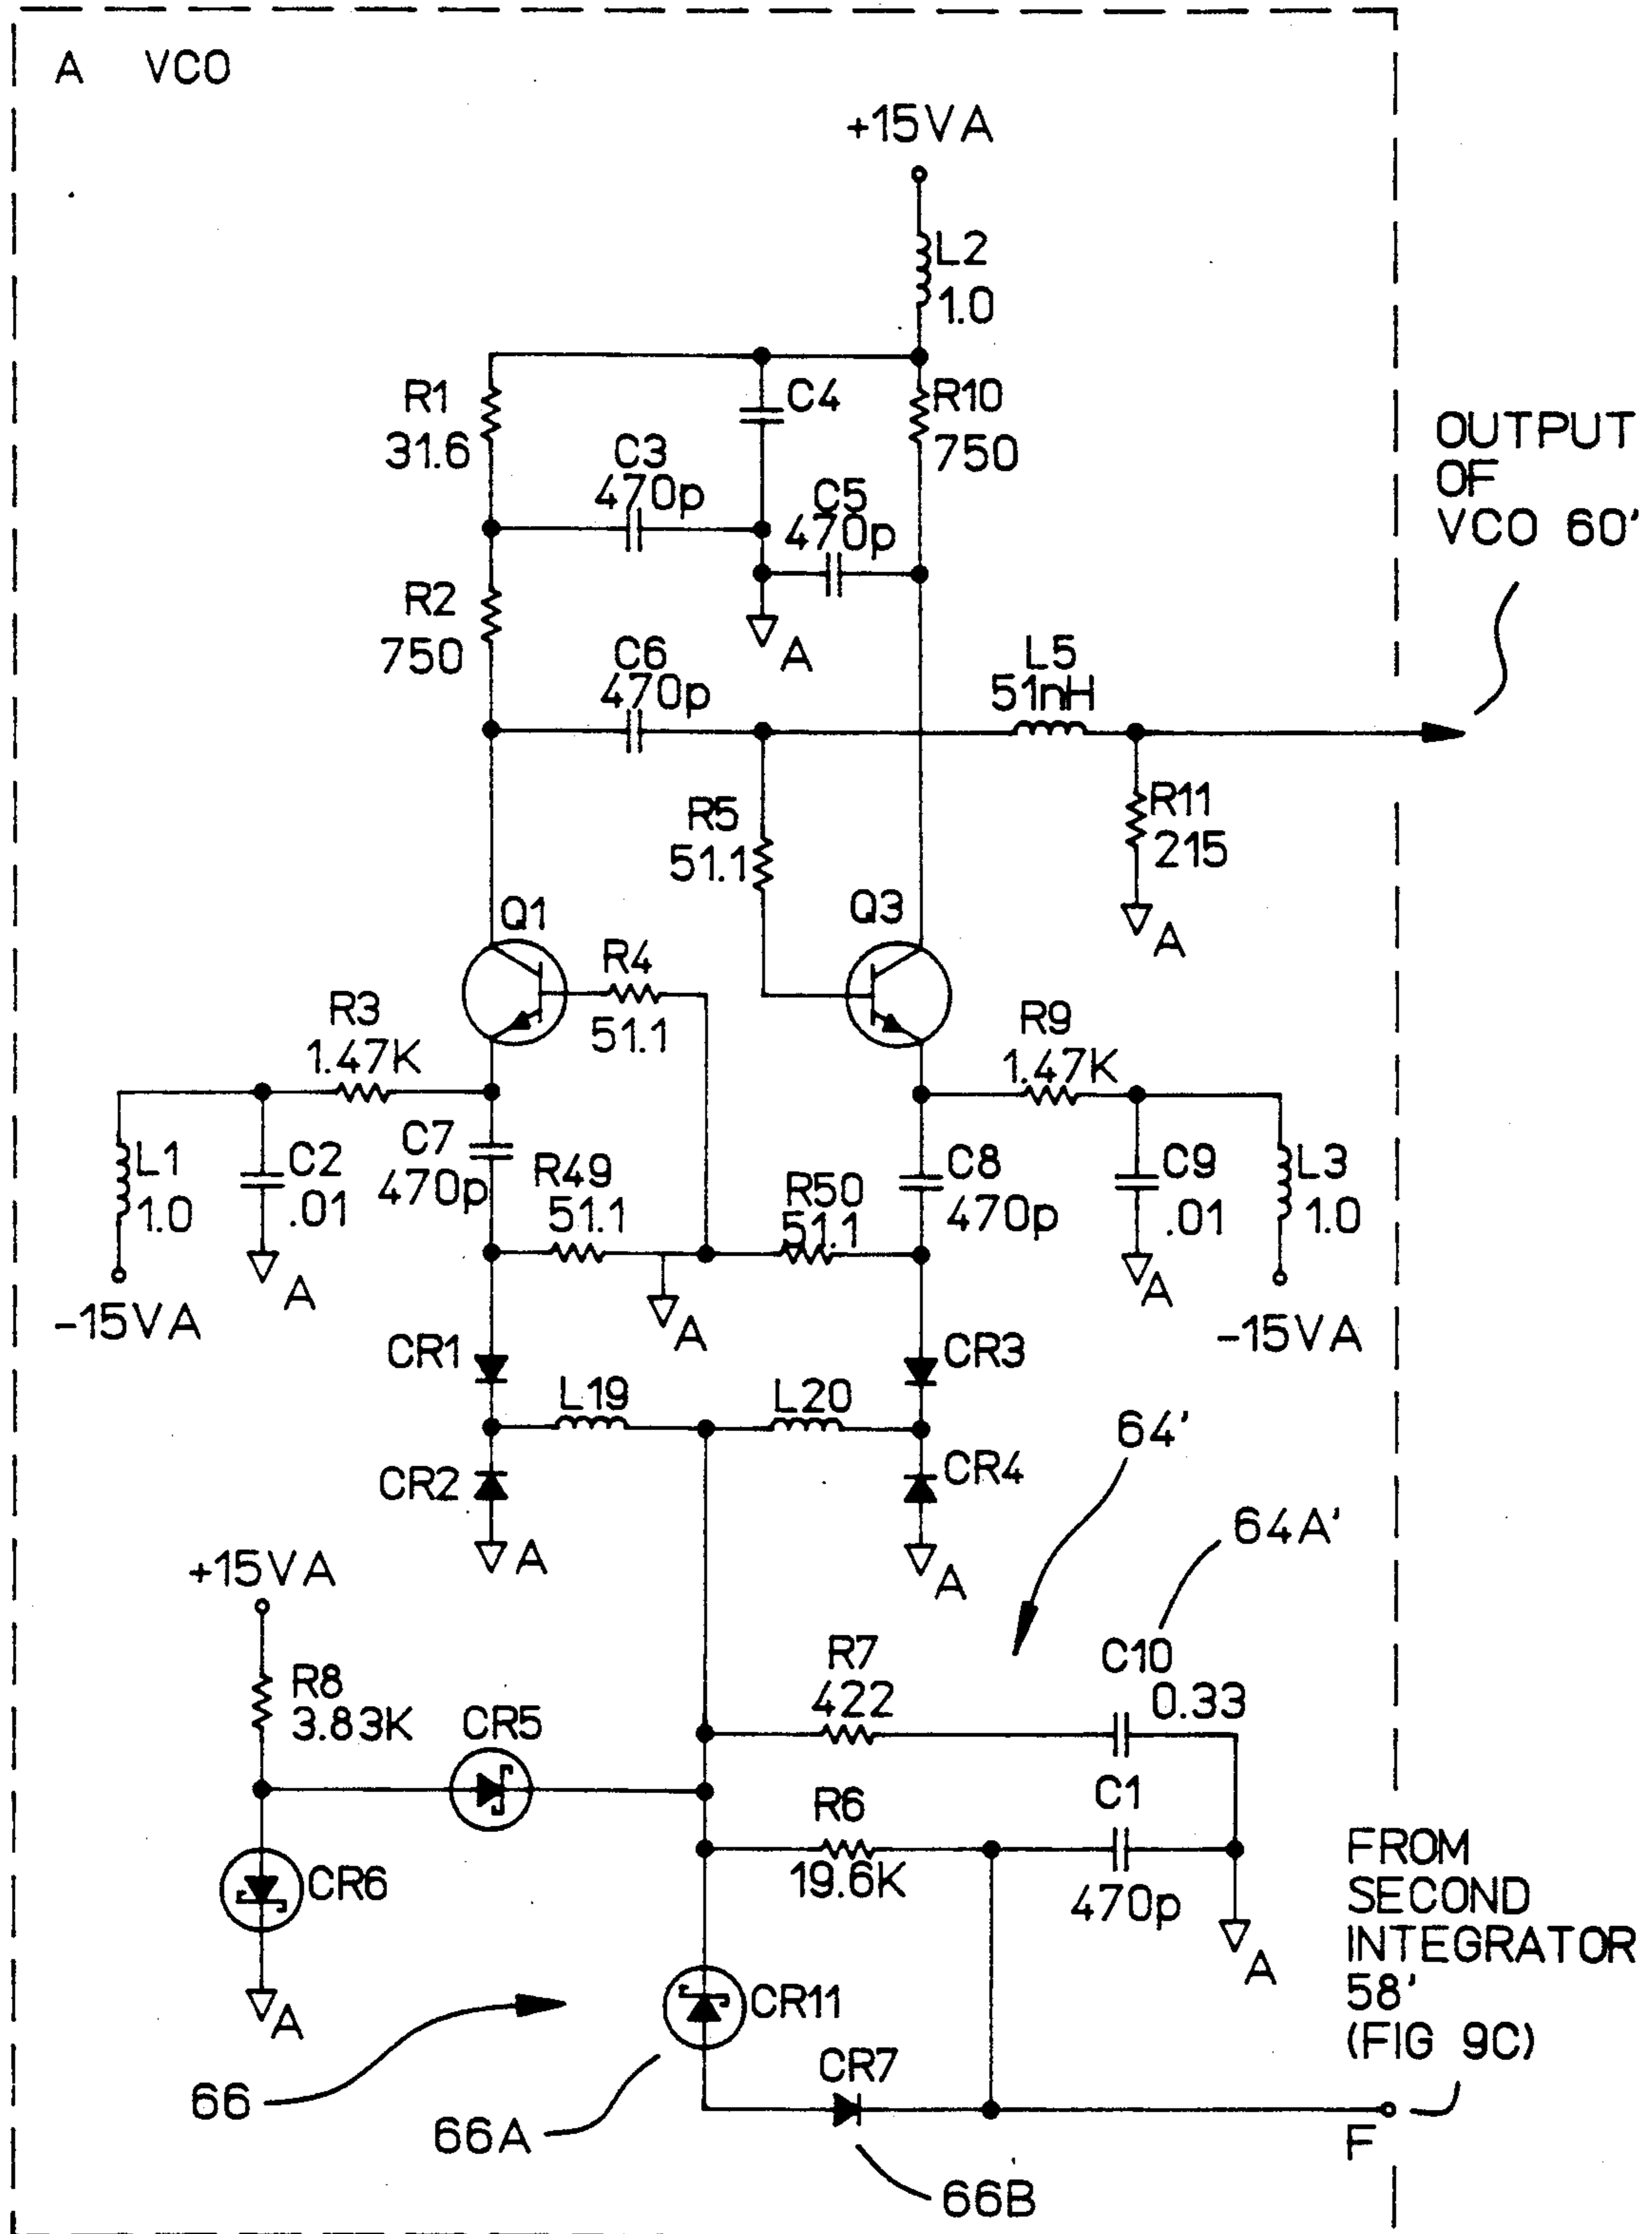 A VCO
+15VA
L2
1.0
R1
31.6
C4
R10
750
C3
470p
C5
470p
OUTPUT
OF
VCO 60'
R2
750
A
C6
470p
L5
51nH
R5
51.1
R11
215
A
Q1
Q3
R4
51.1
R3
1.47K
R9
1.47K
L1
1.0
C2
.01
C7
470p
R49
51.1
R50
51.1
C8
470p
C9
.01
L3
1.0
A
A
A
-15VA
-15VA
CR1
CR3
L19
L20
64'
CR2
CR4
64A'
A
A
+15VA
R8
3.83K
CR5
R7
422
C10
0.33
R6
19.6K
C1
470p
CR6
A
A
FROM
SECOND
INTEGRATOR
58'
(FIG 9C)
CR11
66
66A
CR7
F
66B